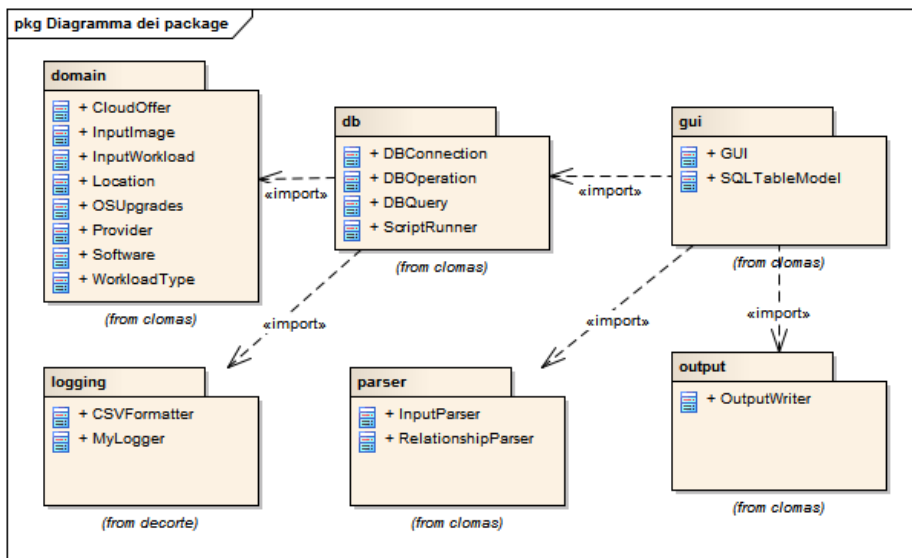 pkg Diagramma dei package
domain
+ CloudOffer
+ InputImage
+ InputWorkload
+ Location
+ OSUpgrades
+ Provider
+ Software
+ WorkloadType
(from clomas)
«import»
db
+ DBConnection
+ DBOperation
+ DBQuery
+ ScriptRunner
(from clomas)
«import»
gui
+ GUI
+ SQLTableModel
(from clomas)
«import»
«import»
«import»
logging
+ CSVFormatter
+ MyLogger
(from decorte)
parser
+ InputParser
+ RelationshipParser
(from clomas)
output
+ OutputWriter
(from clomas)